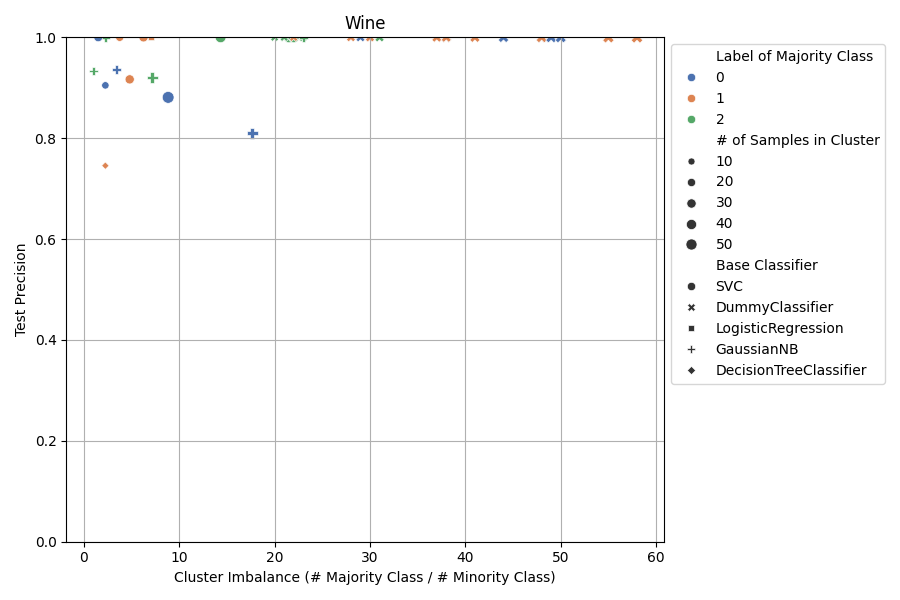 Wine
1.0
0.8
0.6
0.4
0.2
0.0
Test Precision
0
10
20
30
40
50
60
Cluster Imbalance (# Majority Class / # Minority Class)
Label of Majority Class
0
1
2
# of Samples in Cluster
10
20
30
40
50
Base Classifier
SVC
DummyClassifier
LogisticRegression
GaussianNB
DecisionTreeClassifier